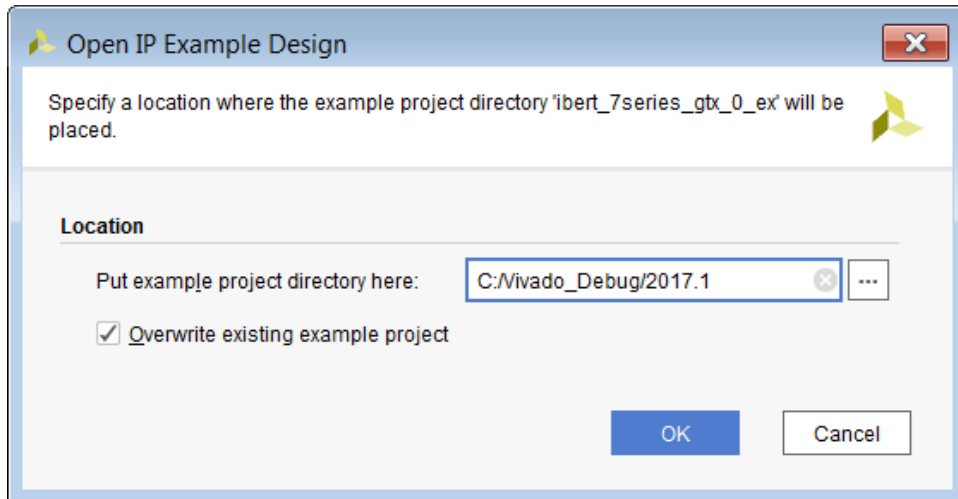 Open IP Example Design
Specify a location where the example project directory 'ibert_7series_gtx_0_ex' will be
placed.
Location
Put example project directory here: C:/Vivado_Debug/2017.1 ...
Overwrite existing example project
OK Cancel